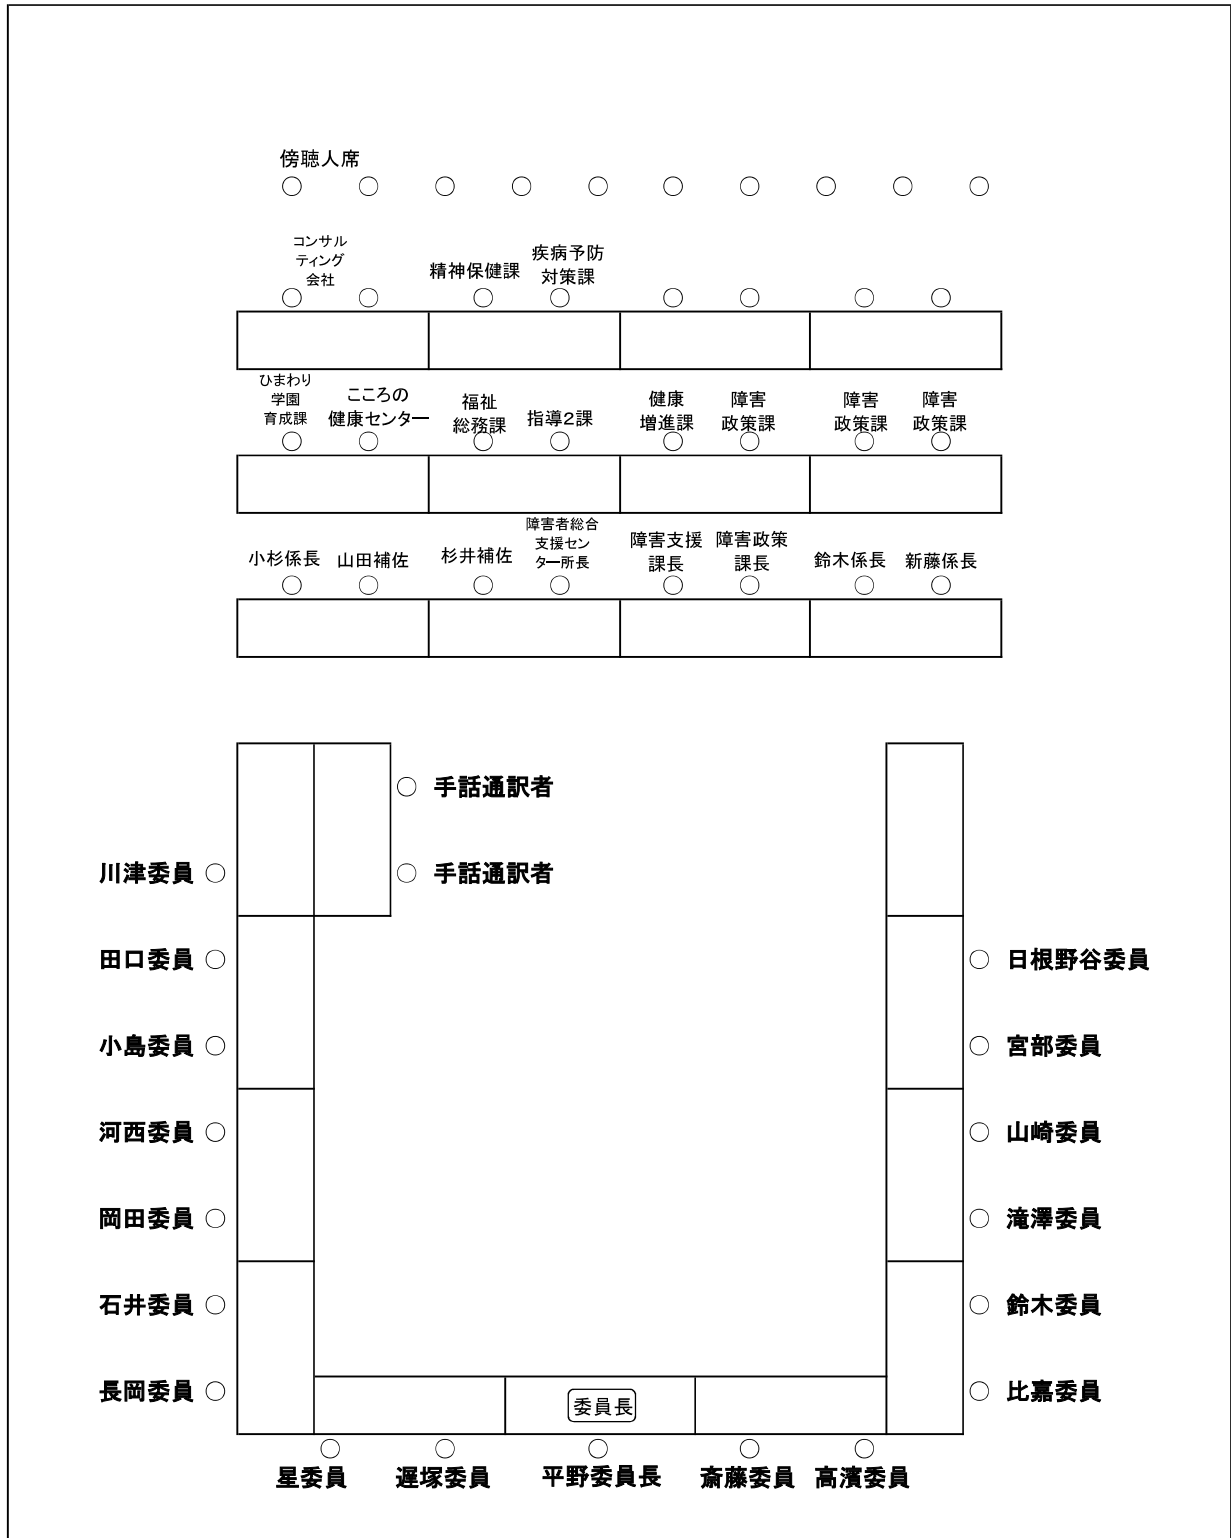 傍聴人席
コンサル
ティング
会社
精神保健課
疾病予防
対策課
ひまわり
学園
育成課
こころの
健康センター
福祉
総務課
指導２課
健康
増進課
障害
政策課
障害
政策課
障害
政策課
小杉係長
山田補佐
杉井補佐
障害者総合
支援セン
ター所長
障害支援
課長
障害政策
課長
鈴木係長
新藤係長
手話通訳者
川津委員
手話通訳者
田口委員
日根野谷委員
小島委員
宮部委員
河西委員
山崎委員
岡田委員
滝澤委員
石井委員
鈴木委員
長岡委員
委員長
比嘉委員
星委員
遅塚委員
平野委員長
斎藤委員
高濱委員